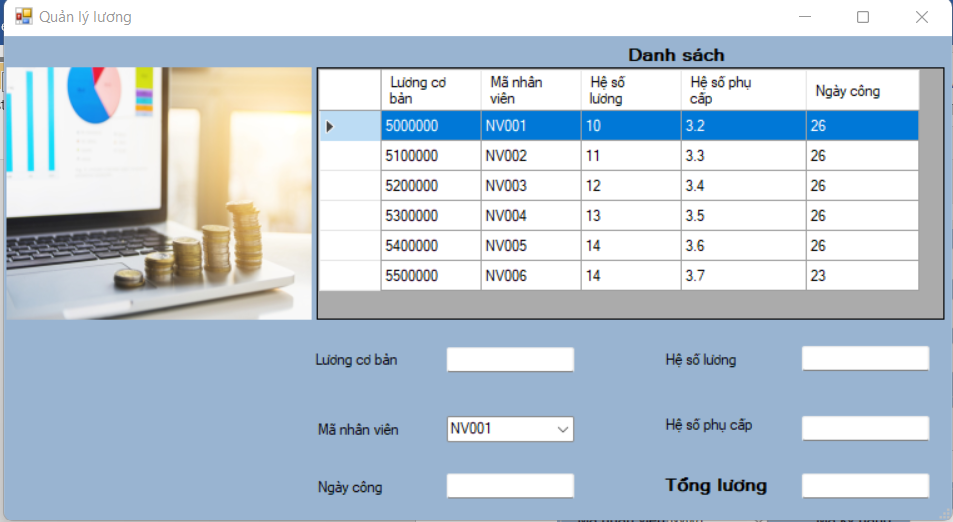 Quản lý lương
Danh sách
Lương cơ bản Mã nhân viên Hệ số lương Hệ số phụ cấp Ngày công
5000000 NV001 10 3.2 26
5100000 NV002 11 3.3 26
5200000 NV003 12 3.4 26
5300000 NV004 13 3.5 26
5400000 NV005 14 3.6 26
5500000 NV006 14 3.7 23
Lương cơ bản Hệ số lương
Mã nhân viên NV001 Hệ số phụ cấp
Ngày công Tổng lương